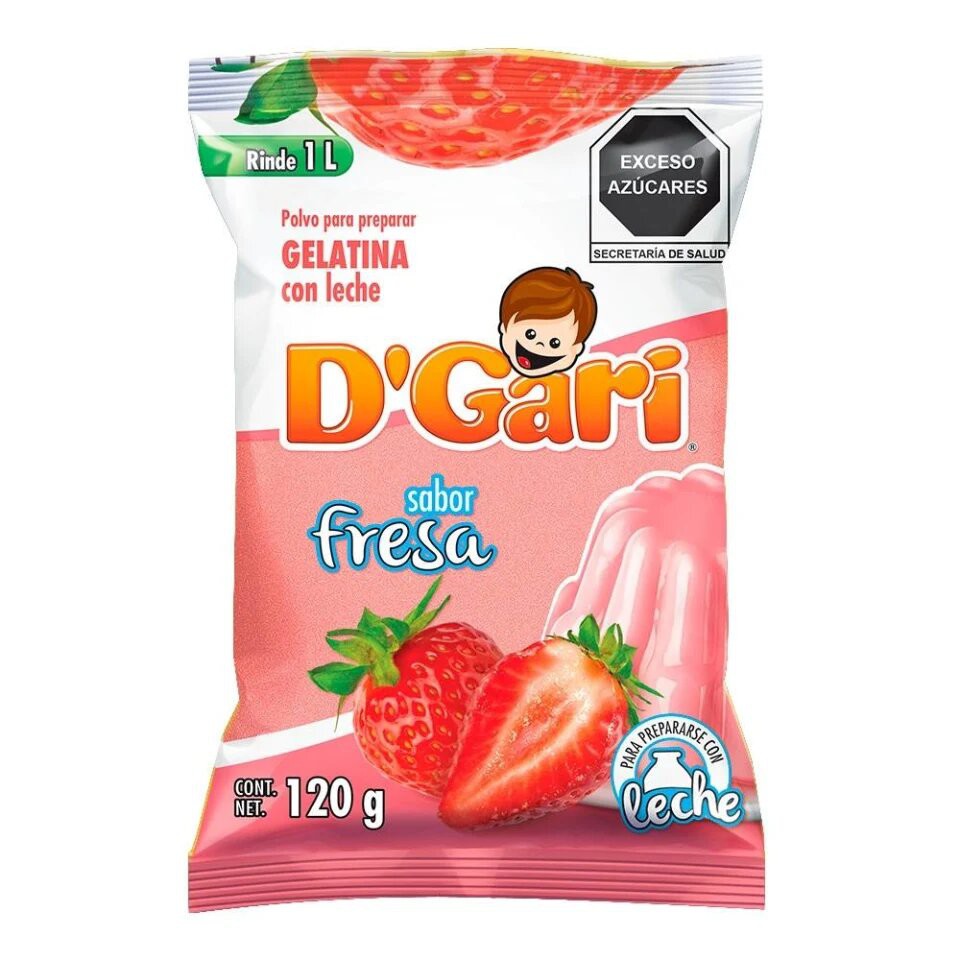 Rinde 1 L
EXCESO
AZÚCARES
SECRETARÍA DE SALUD
Polvo para preparar
GELATINA
con leche
D'Gari®
sabor
fresa
PARA PREPARARSE CON
leche
CONT.
NET. 120 g